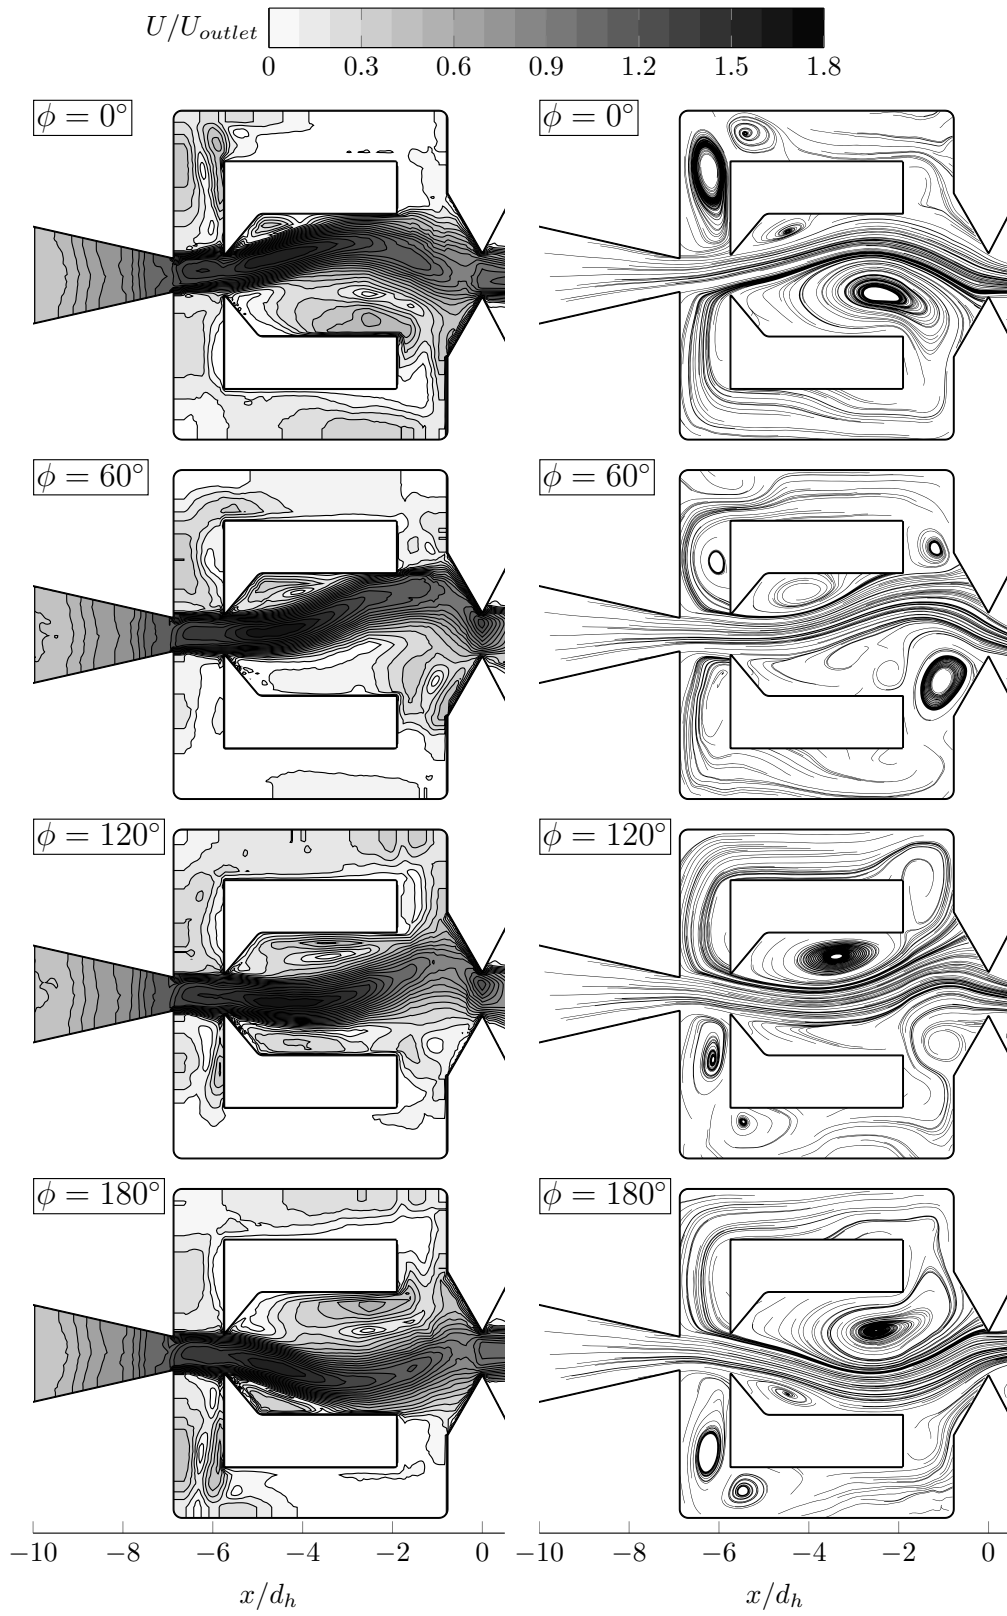 U/U_outlet
0 0.3 0.6 0.9 1.2 1.5 1.8
ϕ = 0° ϕ = 0°
ϕ = 60° ϕ = 60°
ϕ = 120° ϕ = 120°
ϕ = 180° ϕ = 180°
−10 −8 −6 −4 −2 0 −10 −8 −6 −4 −2 0
x/d_h x/d_h